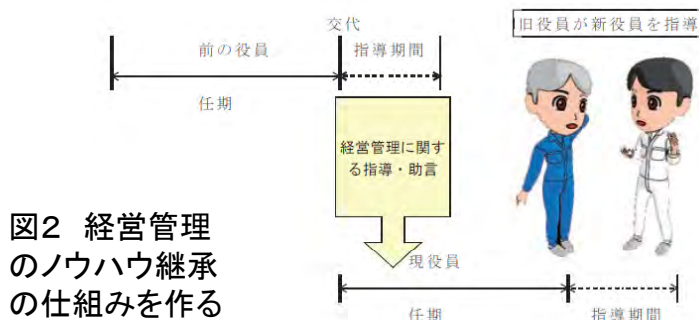 交代
旧役員が新役員を指導
前の役員
指導期間
任期
経営管理に関す
る指導・助言
図2 経営管理
のノウハウ継承
の仕組みを作る
現役員
任期
指導期間